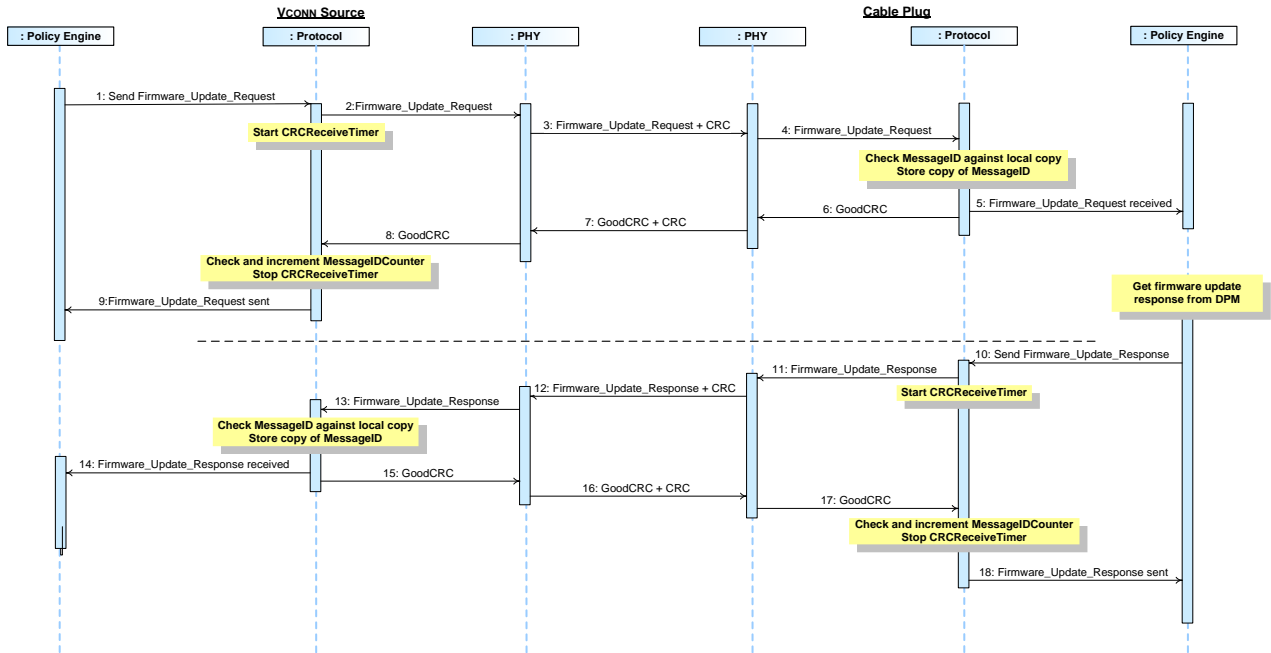 VCONN Source
Cable Plug
: Policy Engine
: Protocol
: PHY
: PHY
: Protocol
: Policy Engine
1: Send Firmware_Update_Request
2:Firmware_Update_Request
Start CRCReceiveTimer
3: Firmware_Update_Request + CRC
4: Firmware_Update_Request
Check MessageID against local copy
Store copy of MessageID
5: Firmware_Update_Request received
6: GoodCRC
7: GoodCRC + CRC
8: GoodCRC
Check and increment MessageIDCounter
Stop CRCReceiveTimer
9:Firmware_Update_Request sent
Get firmware update
response from DPM
10: Send Firmware_Update_Response
11: Firmware_Update_Response
Start CRCReceiveTimer
12: Firmware_Update_Response + CRC
13: Firmware_Update_Response
Check MessageID against local copy
Store copy of MessageID
14: Firmware_Update_Response received
15: GoodCRC
16: GoodCRC + CRC
17: GoodCRC
Check and increment MessageIDCounter
Stop CRCReceiveTimer
18: Firmware_Update_Response sent